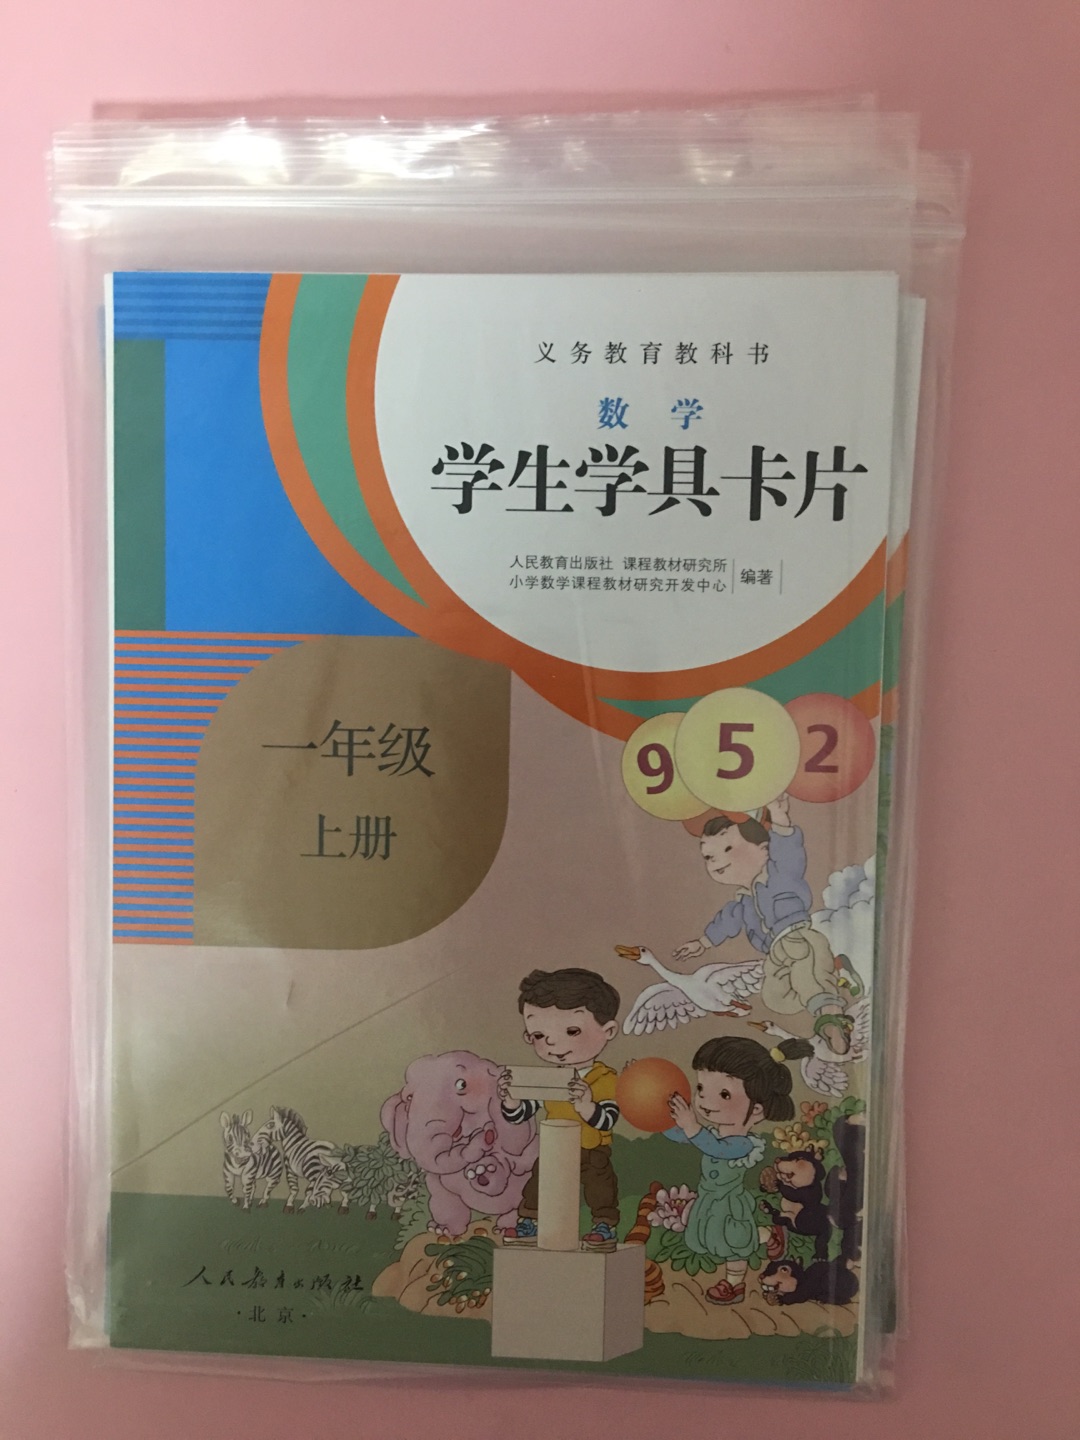 义务教育教科书
数学
学生学具卡片
人民教育出版社 课程教材研究所
小学数学课程教材研究开发中心
编著
一年级
上册
9 5 2
人民教育出版社
·北京·